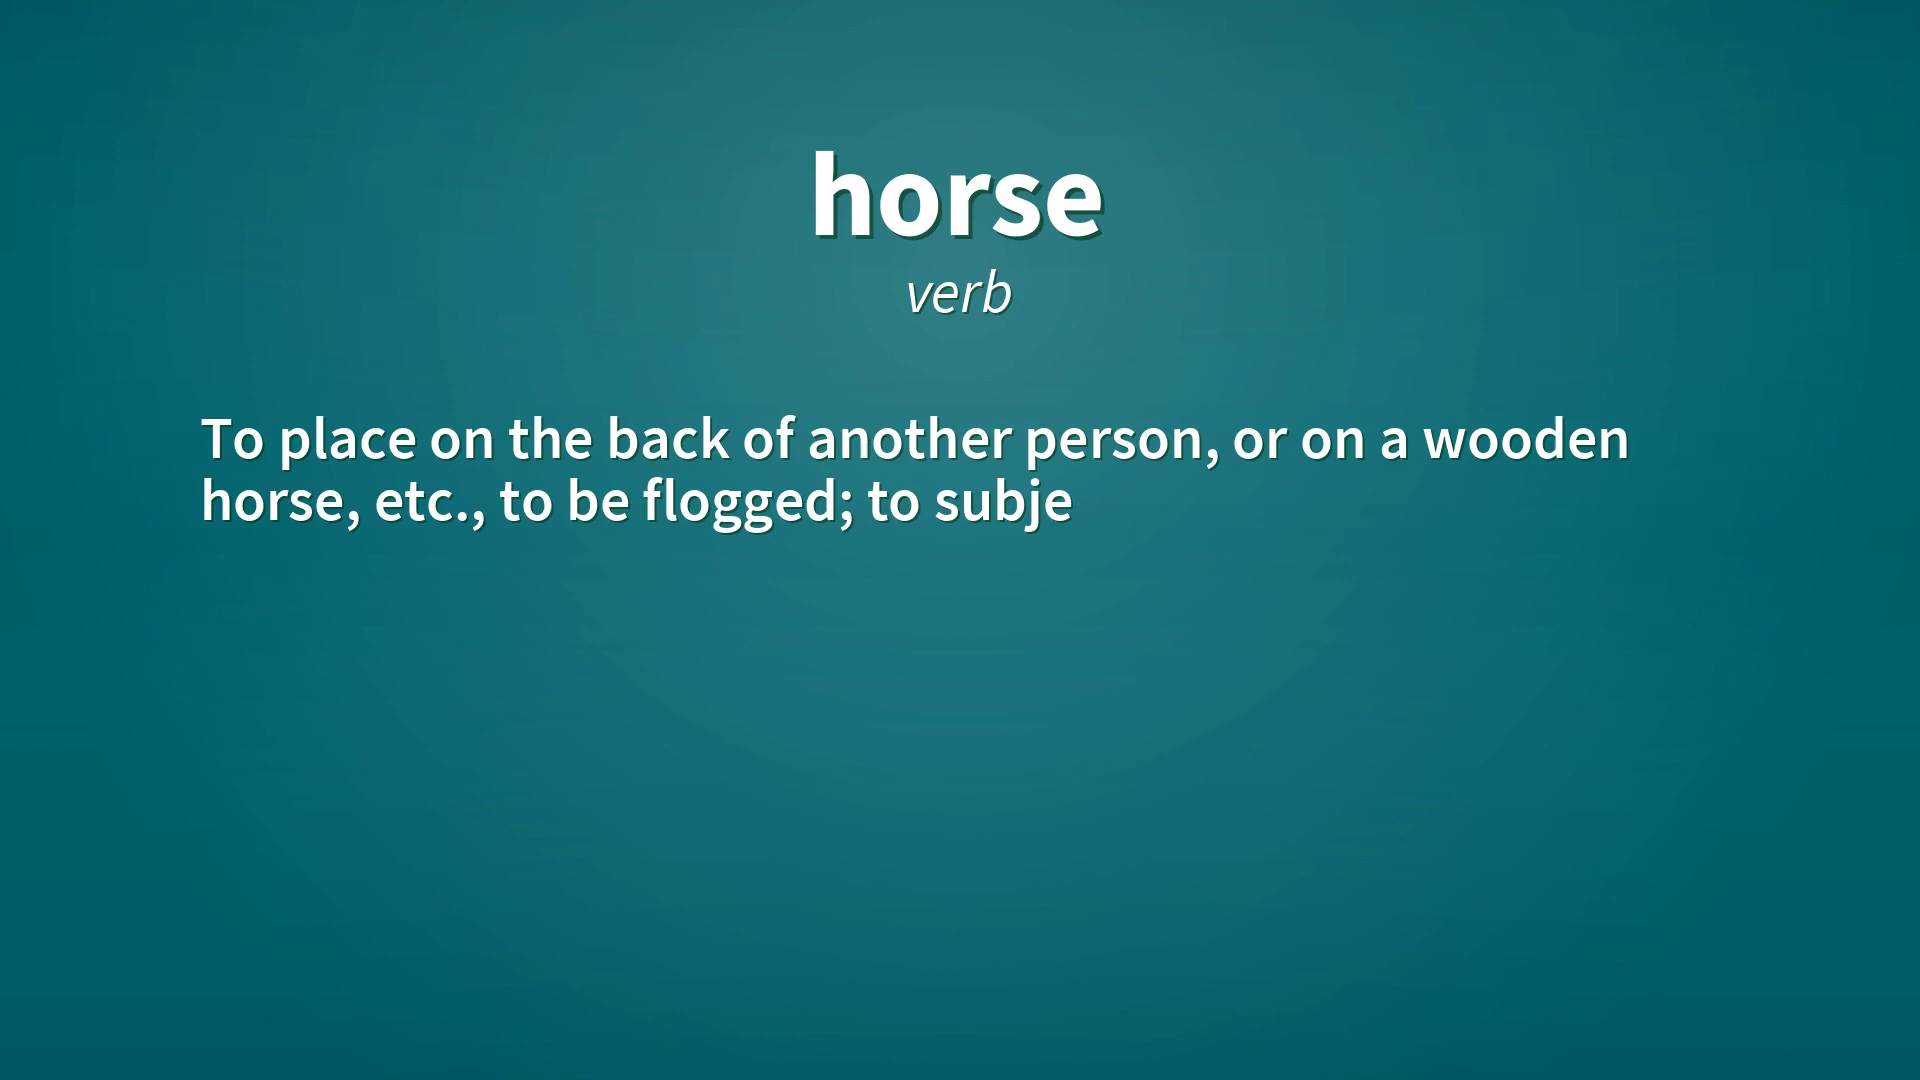 horse
verb
To place on the back of another person, or on a wooden
horse, etc., to be flogged; to subje